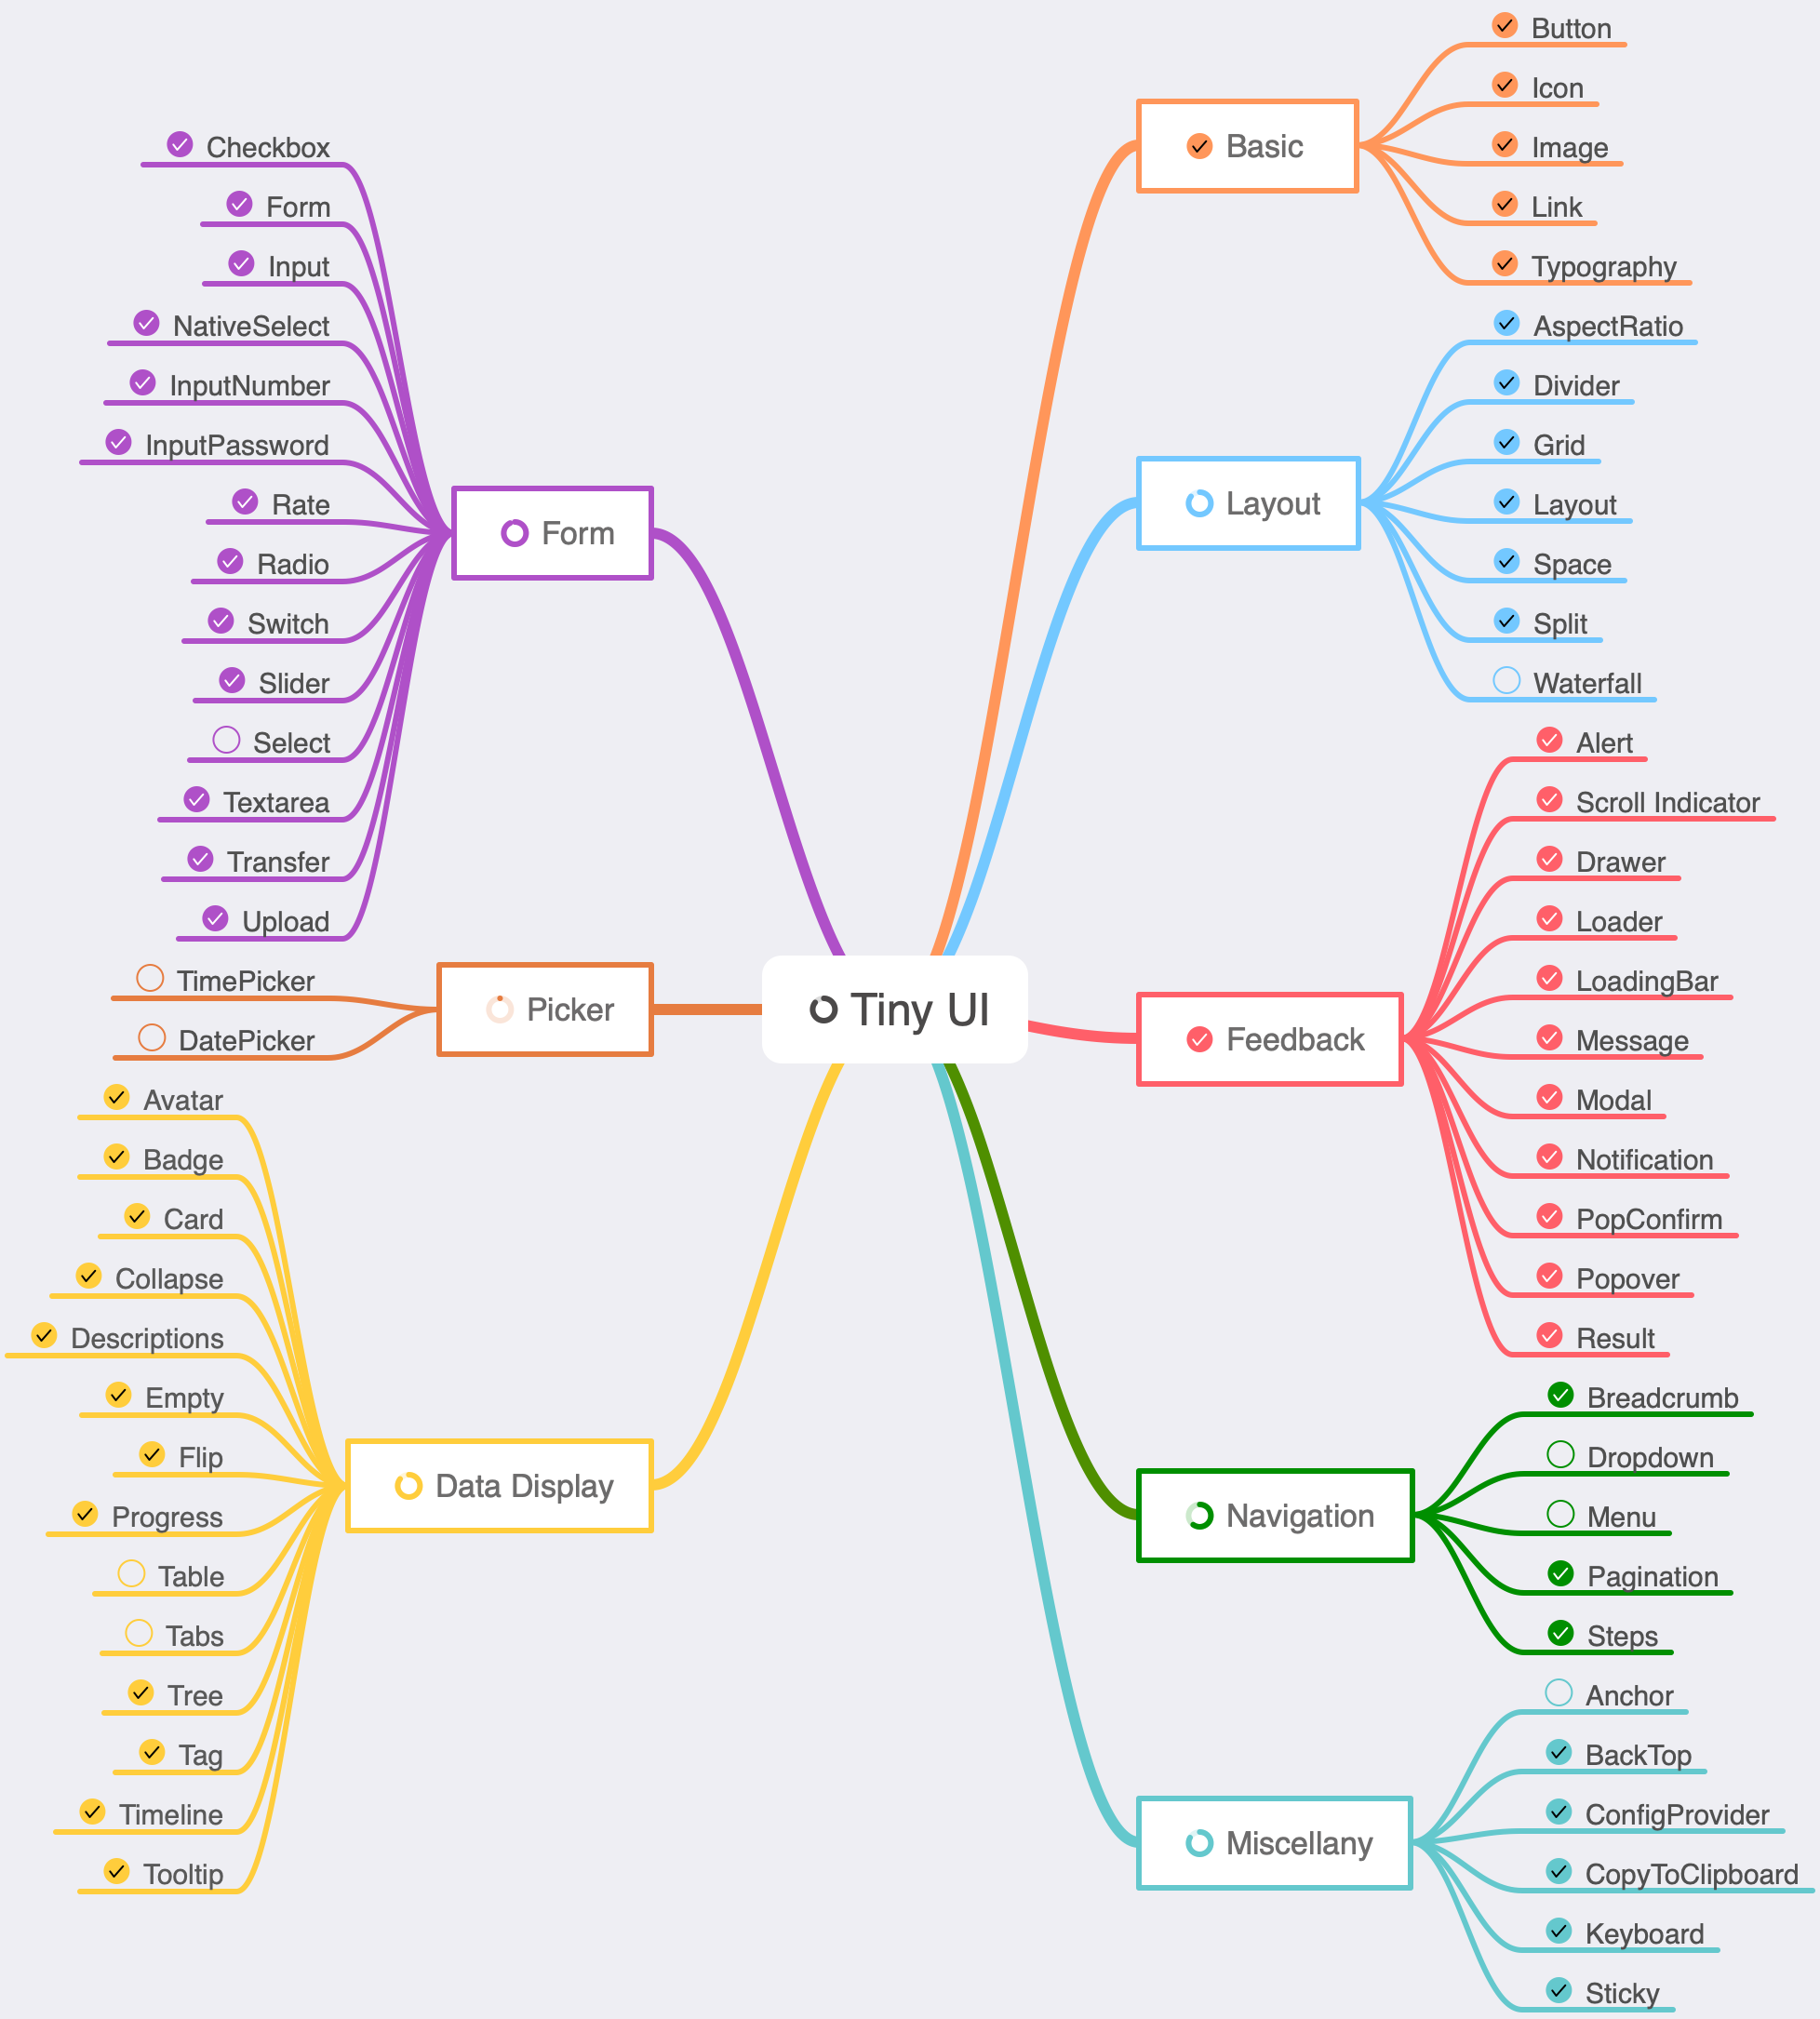 Tiny UI
Basic
Button
Icon
Image
Link
Typography
Layout
AspectRatio
Divider
Grid
Layout
Space
Split
Waterfall
Feedback
Alert
Scroll Indicator
Drawer
Loader
LoadingBar
Message
Modal
Notification
PopConfirm
Popover
Result
Navigation
Breadcrumb
Dropdown
Menu
Pagination
Steps
Miscellany
Anchor
BackTop
ConfigProvider
CopyToClipboard
Keyboard
Sticky
Form
Checkbox
Form
Input
NativeSelect
InputNumber
InputPassword
Rate
Radio
Switch
Slider
Select
Textarea
Transfer
Upload
Picker
TimePicker
DatePicker
Data Display
Avatar
Badge
Card
Collapse
Descriptions
Empty
Flip
Progress
Table
Tabs
Tree
Tag
Timeline
Tooltip